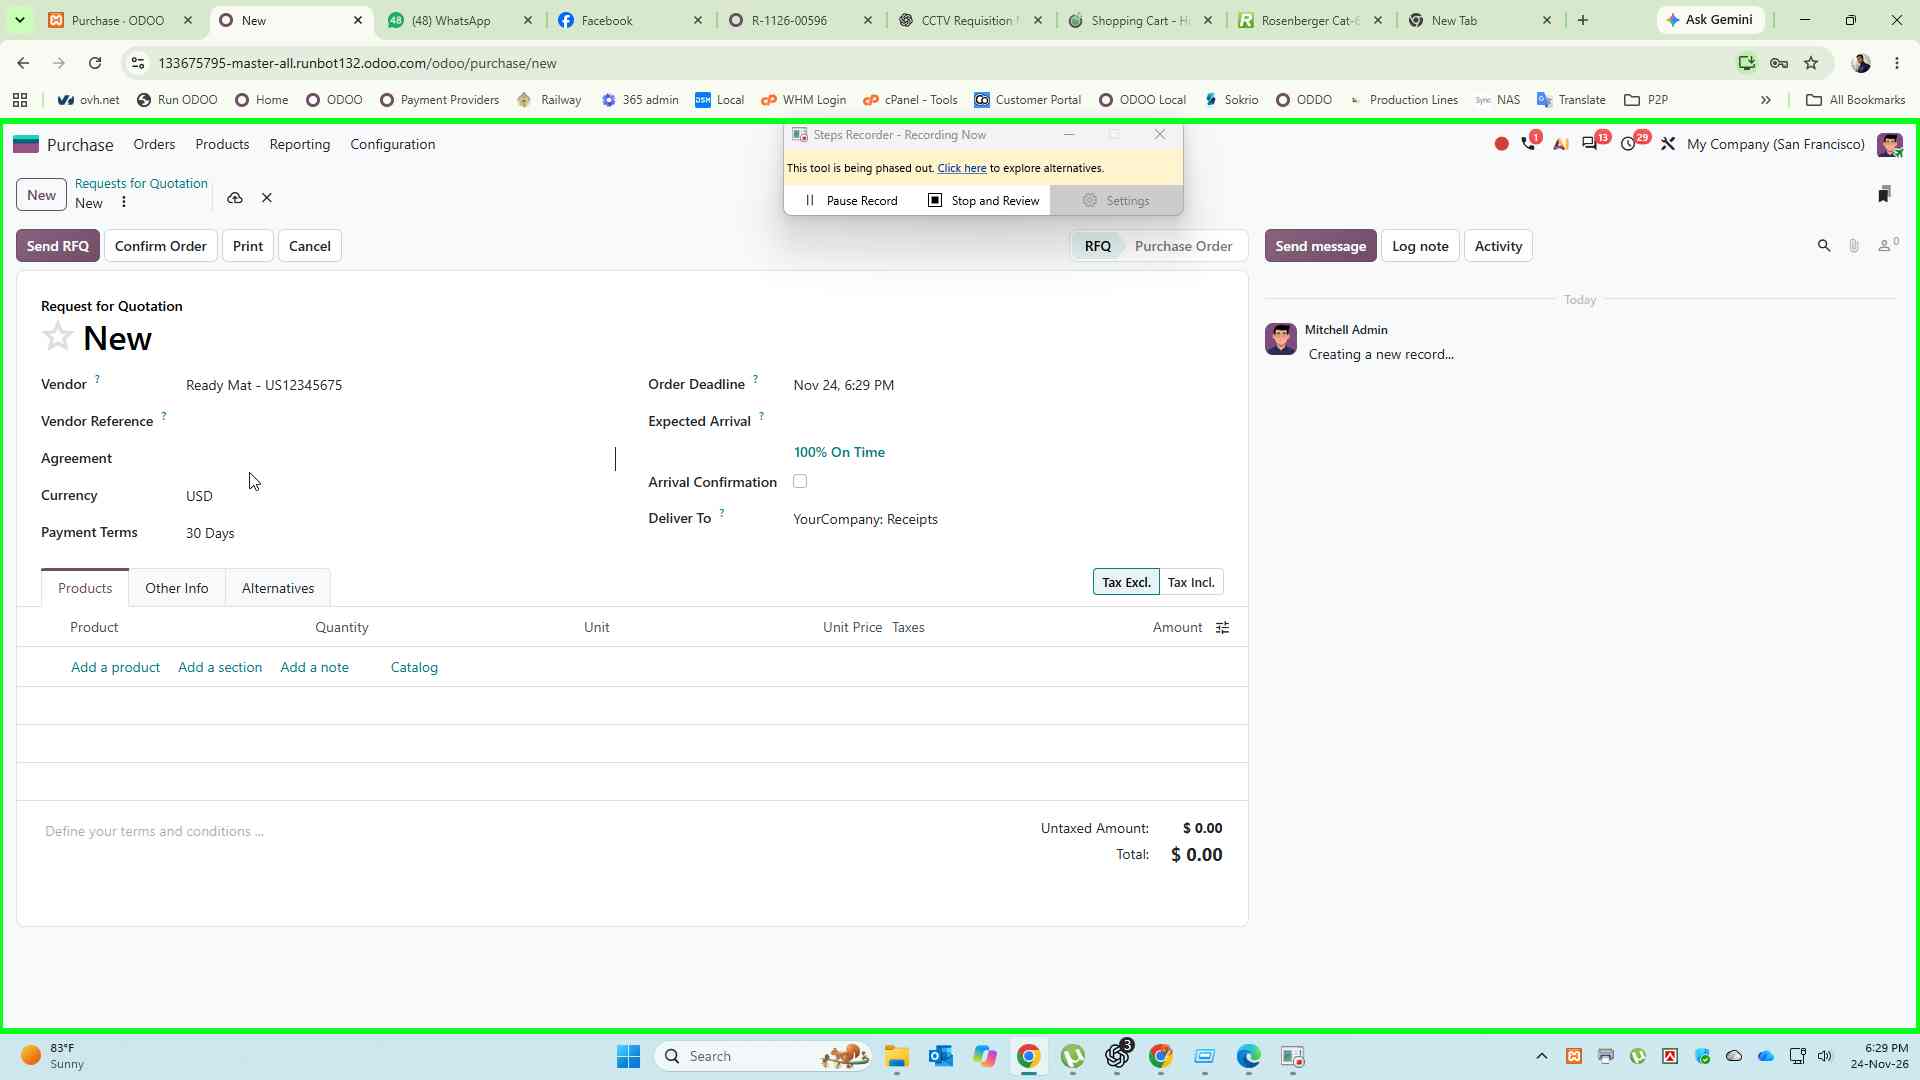 Purchase - ODOO
New
(48) WhatsApp
Facebook
R-1126-00596
CCTV Requisition
Shopping Cart - H
Rosenberger Cat-6
New Tab
Ask Gemini
133675795-master-all.runbot132.odoo.com/odoo/purchase/new
ovh.net
Run ODOO
Home
ODOO
Payment Providers
Railway
365 admin
DSM Local
WHM Login
cPanel - Tools
Customer Portal
ODOO Local
Sokrio
ODDO
Production Lines
Sync NAS
Translate
P2P
All Bookmarks
Purchase
Orders
Products
Reporting
Configuration
Steps Recorder - Recording Now
This tool is being phased out. Click here to explore alternatives.
Pause Record
Stop and Review
Settings
1
13
29
My Company (San Francisco)
New
Requests for Quotation
New
Send RFQ
Confirm Order
Print
Cancel
RFQ
Purchase Order
Send message
Log note
Activity
0
Request for Quotation
New
Vendor ?
Ready Mat - US12345675
Vendor Reference ?
Agreement
Currency
USD
Payment Terms
30 Days
Order Deadline ?
Nov 24, 6:29 PM
Expected Arrival ?
100% On Time
Arrival Confirmation
Deliver To ?
YourCompany: Receipts
Today
Mitchell Admin
Creating a new record...
Products
Other Info
Alternatives
Tax Excl.
Tax Incl.
Product
Quantity
Unit
Unit Price
Taxes
Amount
Add a product
Add a section
Add a note
Catalog
Define your terms and conditions ...
Untaxed Amount: $ 0.00
Total: $ 0.00
83°F
Sunny
Search
3
6:29 PM
24-Nov-26